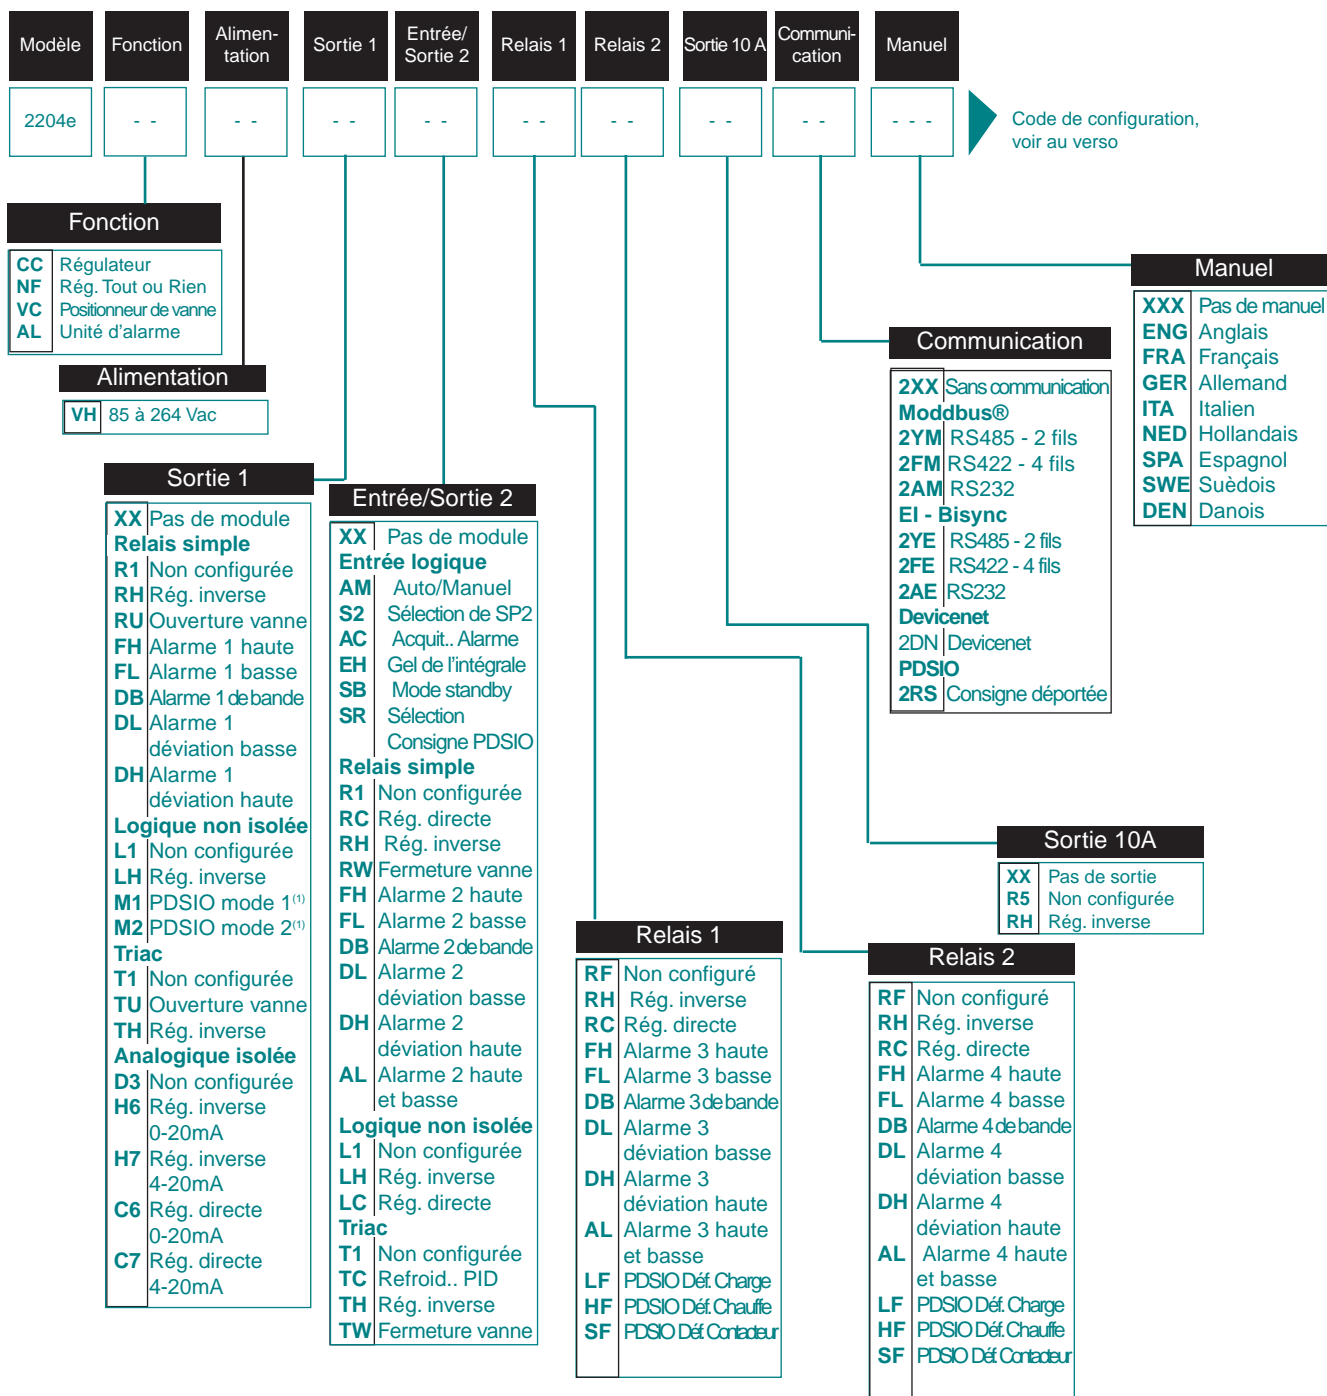 Modèle
Fonction
Alimen-
tation
Sortie 1
Entrée/
Sortie 2
Relais 1
Relais 2
Sortie 10 A
Communi-
cation
Manuel
2204e
- -
- -
- -
- -
- -
- -
- -
- -
- - -
Code de configuration,
voir au verso
Fonction
CC Régulateur
NF Rég. Tout ou Rien
VC Positionneur de vanne
AL Unité d'alarme
Alimentation
VH 85 à 264 Vac
Sortie 1
XX Pas de module
Relais simple
R1 Non configurée
RH Rég. inverse
RU Ouverture vanne
FH Alarme 1 haute
FL Alarme 1 basse
DB Alarme 1 de bande
DL Alarme 1
déviation basse
DH Alarme 1
déviation haute
Logique non isolée
L1 Non configurée
LH Rég. inverse
M1 PDSIO mode 1(1)
M2 PDSIO mode 2(1)
Triac
T1 Non configurée
TU Ouverture vanne
TH Rég. inverse
Analogique isolée
D3 Non configurée
H6 Rég. inverse
0-20mA
H7 Rég. inverse
4-20mA
C6 Rég. directe
0-20mA
C7 Rég. directe
4-20mA
Entrée/Sortie 2
XX Pas de module
Entrée logique
AM Auto/Manuel
S2 Sélection de SP2
AC Acquit.. Alarme
EH Gel de l'intégrale
SB Mode standby
SR Sélection
Consigne PDSIO
Relais simple
R1 Non configurée
RC Rég. directe
RH Rég. inverse
RW Fermeture vanne
FH Alarme 2 haute
FL Alarme 2 basse
DB Alarme 2 de bande
DL Alarme 2
déviation basse
DH Alarme 2
déviation haute
AL Alarme 2 haute
et basse
Logique non isolée
L1 Non configurée
LH Rég. inverse
LC Rég. directe
Triac
T1 Non configurée
TC Refroid.. PID
TH Rég. inverse
TW Fermeture vanne
Relais 1
RF Non configuré
RH Rég. inverse
RC Rég. directe
FH Alarme 3 haute
FL Alarme 3 basse
DB Alarme 3 de bande
DL Alarme 3
déviation basse
DH Alarme 3
déviation haute
AL Alarme 3 haute
et basse
LF PDSIO Déf. Charge
HF PDSIO Déf. Chauffe
SF PDSIO Déf. Contacteur
Relais 2
RF Non configuré
RH Rég. inverse
RC Rég. directe
FH Alarme 4 haute
FL Alarme 4 basse
DB Alarme 4 de bande
DL Alarme 4
déviation basse
DH Alarme 4
déviation haute
AL Alarme 4 haute
et basse
LF PDSIO Déf. Charge
HF PDSIO Déf. Chauffe
SF PDSIO Déf. Contacteur
Sortie 10A
XX Pas de sortie
R5 Non configurée
RH Rég. inverse
Communication
2XX Sans communication
Moddbus®
2YM RS485 - 2 fils
2FM RS422 - 4 fils
2AM RS232
EI - Bisync
2YE RS485 - 2 fils
2FE RS422 - 4 fils
2AE RS232
Devicenet
2DN Devicenet
PDSIO
2RS Consigne déportée
Manuel
XXX Pas de manuel
ENG Anglais
FRA Français
GER Allemand
ITA Italien
NED Hollandais
SPA Espagnol
SWE Suèdois
DEN Danois